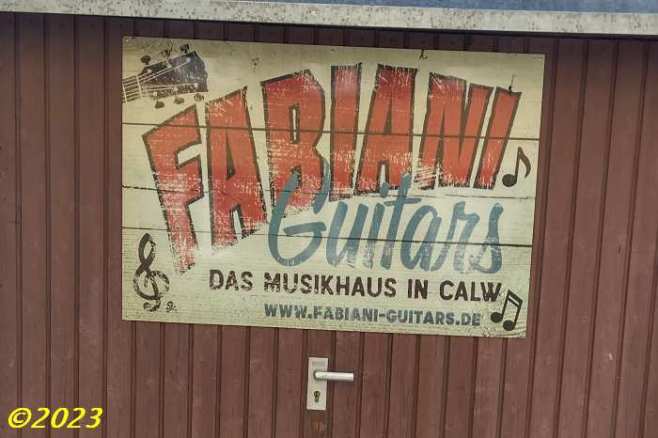 FABIANI
Guitars
DAS MUSIKHAUS IN CALW
WWW.FABIANI-GUITARS.DE
©2023